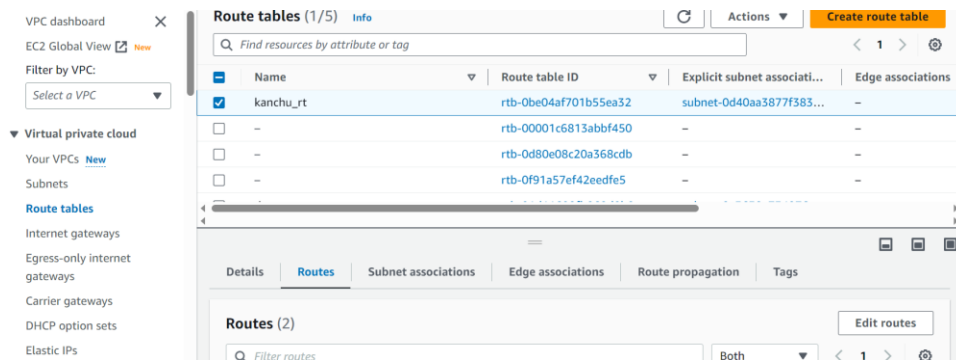 VPC dashboard
EC2 Global View New
Filter by VPC:
Select a VPC
Virtual private cloud
Your VPCs New
Subnets
Route tables
Internet gateways
Egress-only internet
gateways
Carrier gateways
DHCP option sets
Elastic IPs
Route tables (1/5) Info
Actions
Create route table
Find resources by attribute or tag
1
Name Route table ID Explicit subnet associati... Edge associations
kanchu_rt rtb-0be04af701b55ea32 subnet-0d40aa3877f383... –
– rtb-00001c6813abbf450 – –
– rtb-0d80e08c20a368cdb – –
– rtb-0f91a57ef42eedfe5 – –
Details Routes Subnet associations Edge associations Route propagation Tags
Routes (2)
Edit routes
Filter routes
Both
1